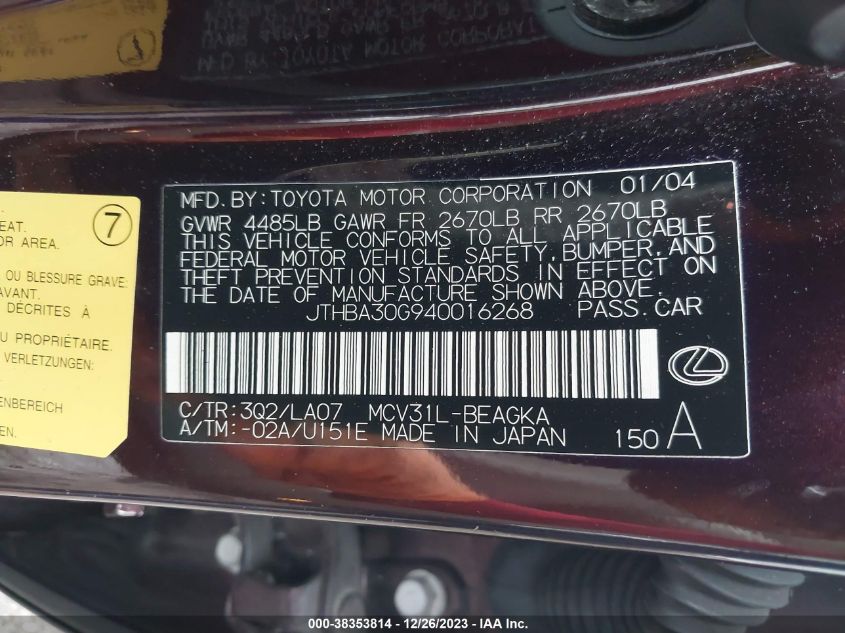 MFD. BY: TOYOTA MOTOR CORPORATION 01/04
GVWR 4485LB GAWR FR 2670LB RR 2670LB
THIS VEHICLE CONFORMS TO ALL APPLICABLE
FEDERAL MOTOR VEHICLE SAFETY, BUMPER, AND
THEFT PREVENTION STANDARDS IN EFFECT ON
THE DATE OF MANUFACTURE SHOWN ABOVE.
JTHBA30G940016268 PASS. CAR
C/TR: 3Q2/LA07 MCV31L-BEAGKA
A/TM: -02A/U151E MADE IN JAPAN 150 A
7
EAT.
OR AREA.
OU BLESSURE GRAVE:
AVANT.
DÉCRITES À
U PROPRIÉTAIRE.
VERLETZUNGEN.
ENBEREICH
000-38353814 - 12/26/2023 - IAAI Branch